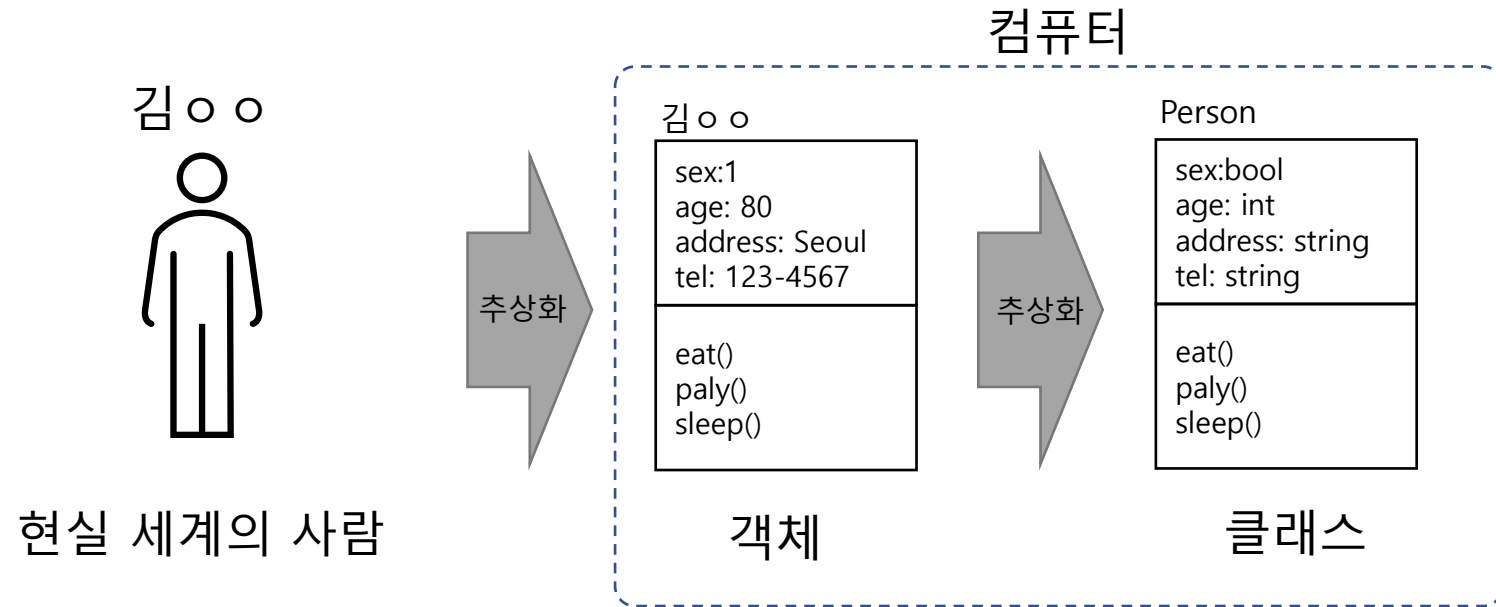 컴퓨터
김ㅇㅇ
현실 세계의 사람
추상화
김ㅇㅇ
sex:1
age: 80
address: Seoul
tel: 123-4567
eat()
paly()
sleep()
객체
추상화
Person
sex:bool
age: int
address: string
tel: string
eat()
paly()
sleep()
클래스